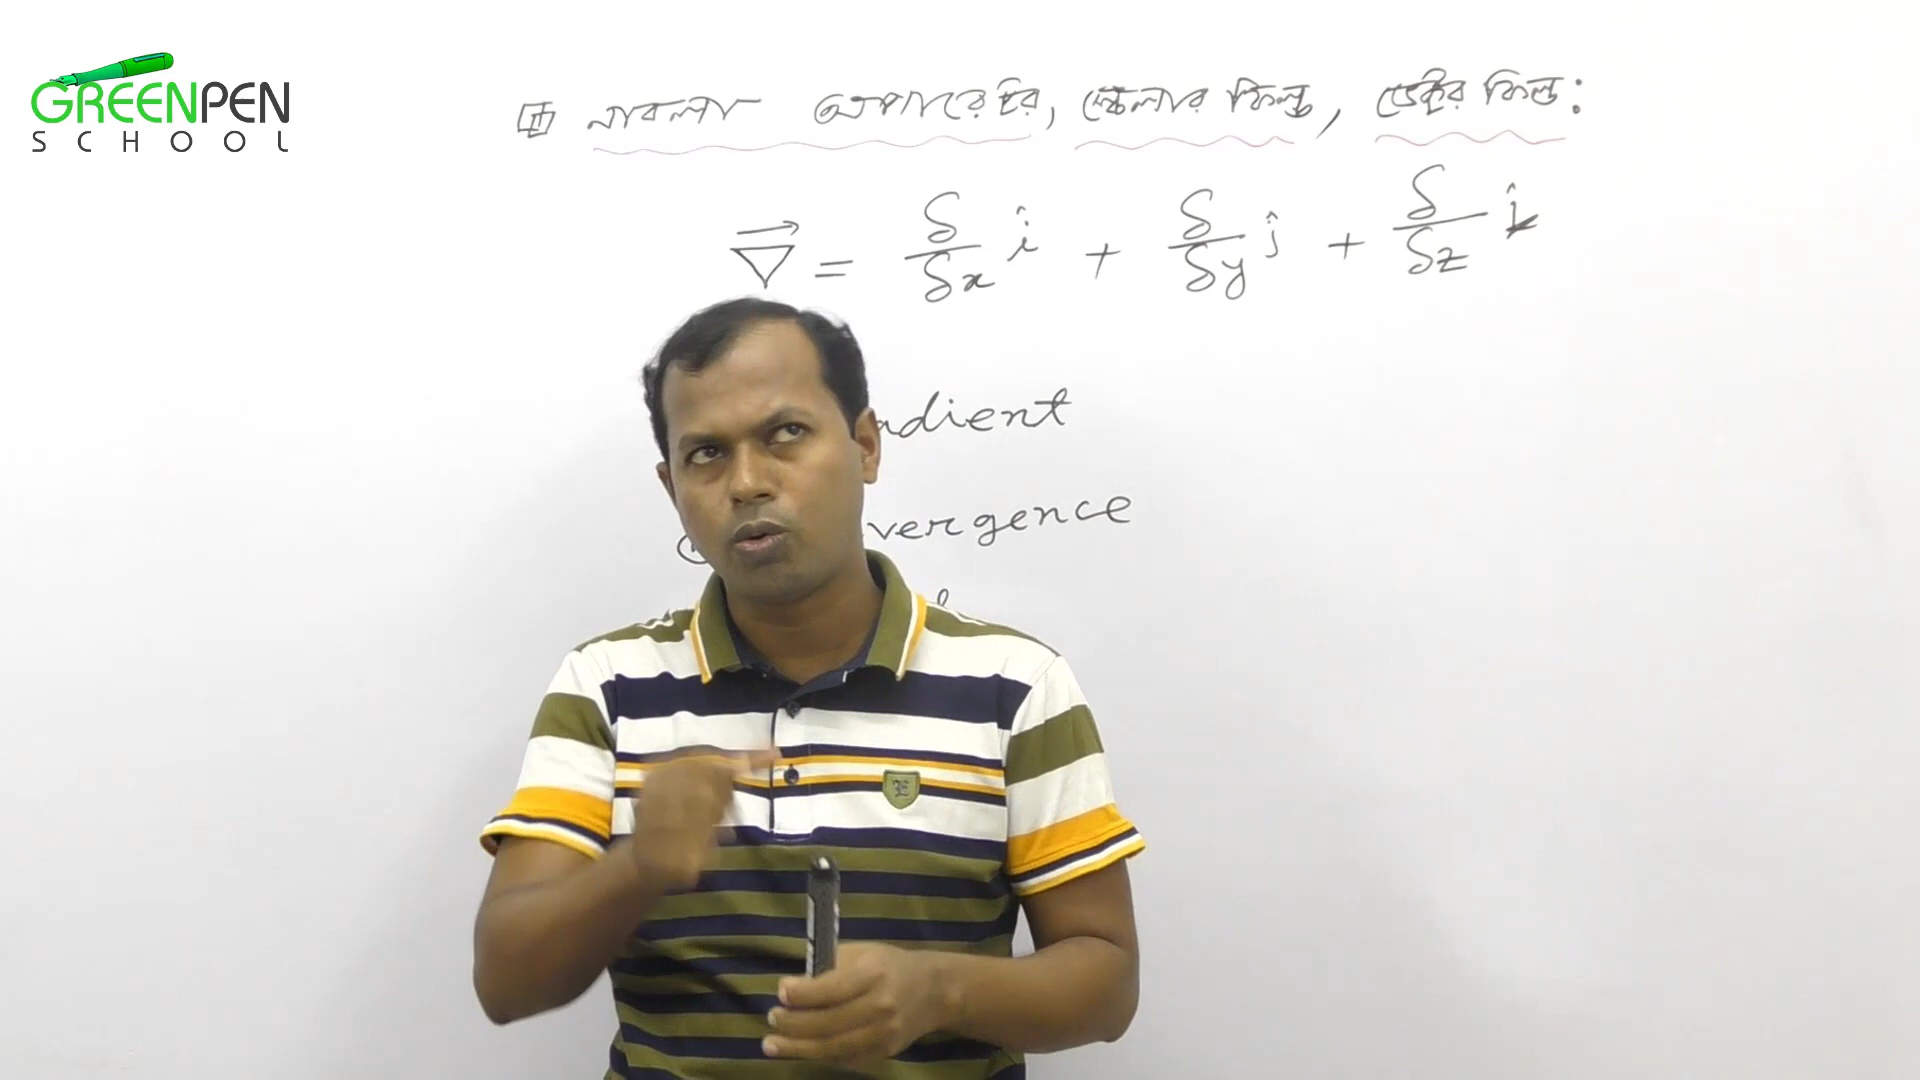 GREENPEN
SCHOOL
নাবলা অপারেটর, স্কেলার ফিল্ড, ভেক্টর ফিল্ড:
∇⃗ = δ/δx î + δ/δy ĵ + δ/δz k̂
adient
vergence